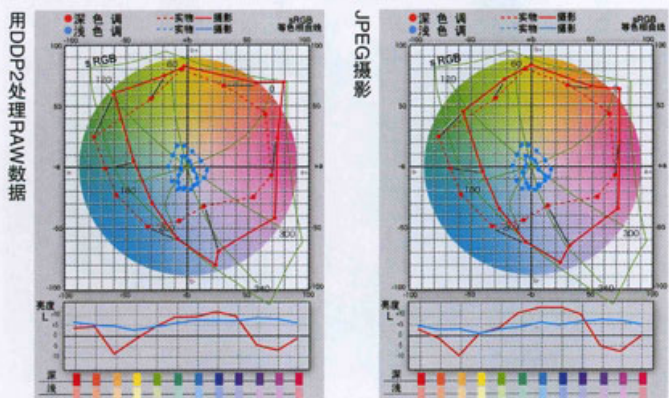 用DDP2处理RAW数据
● 深色调 实物 摄影 sRGB
● 浅色调 实物 摄影 等色相曲线
-100 -50 +0 50 100
100 50 +0 -50 -100
s RGB
120
60
0
180
300
240
亮度
L
深
浅
JPEG摄影
● 深色调 实物 摄影 sRGB
● 浅色调 实物 摄影 等色相曲线
-100 -50 +0 50 100
100 50 +0 -50 -100
s RGB
120
60
0
180
300
240
亮度
L
深
浅